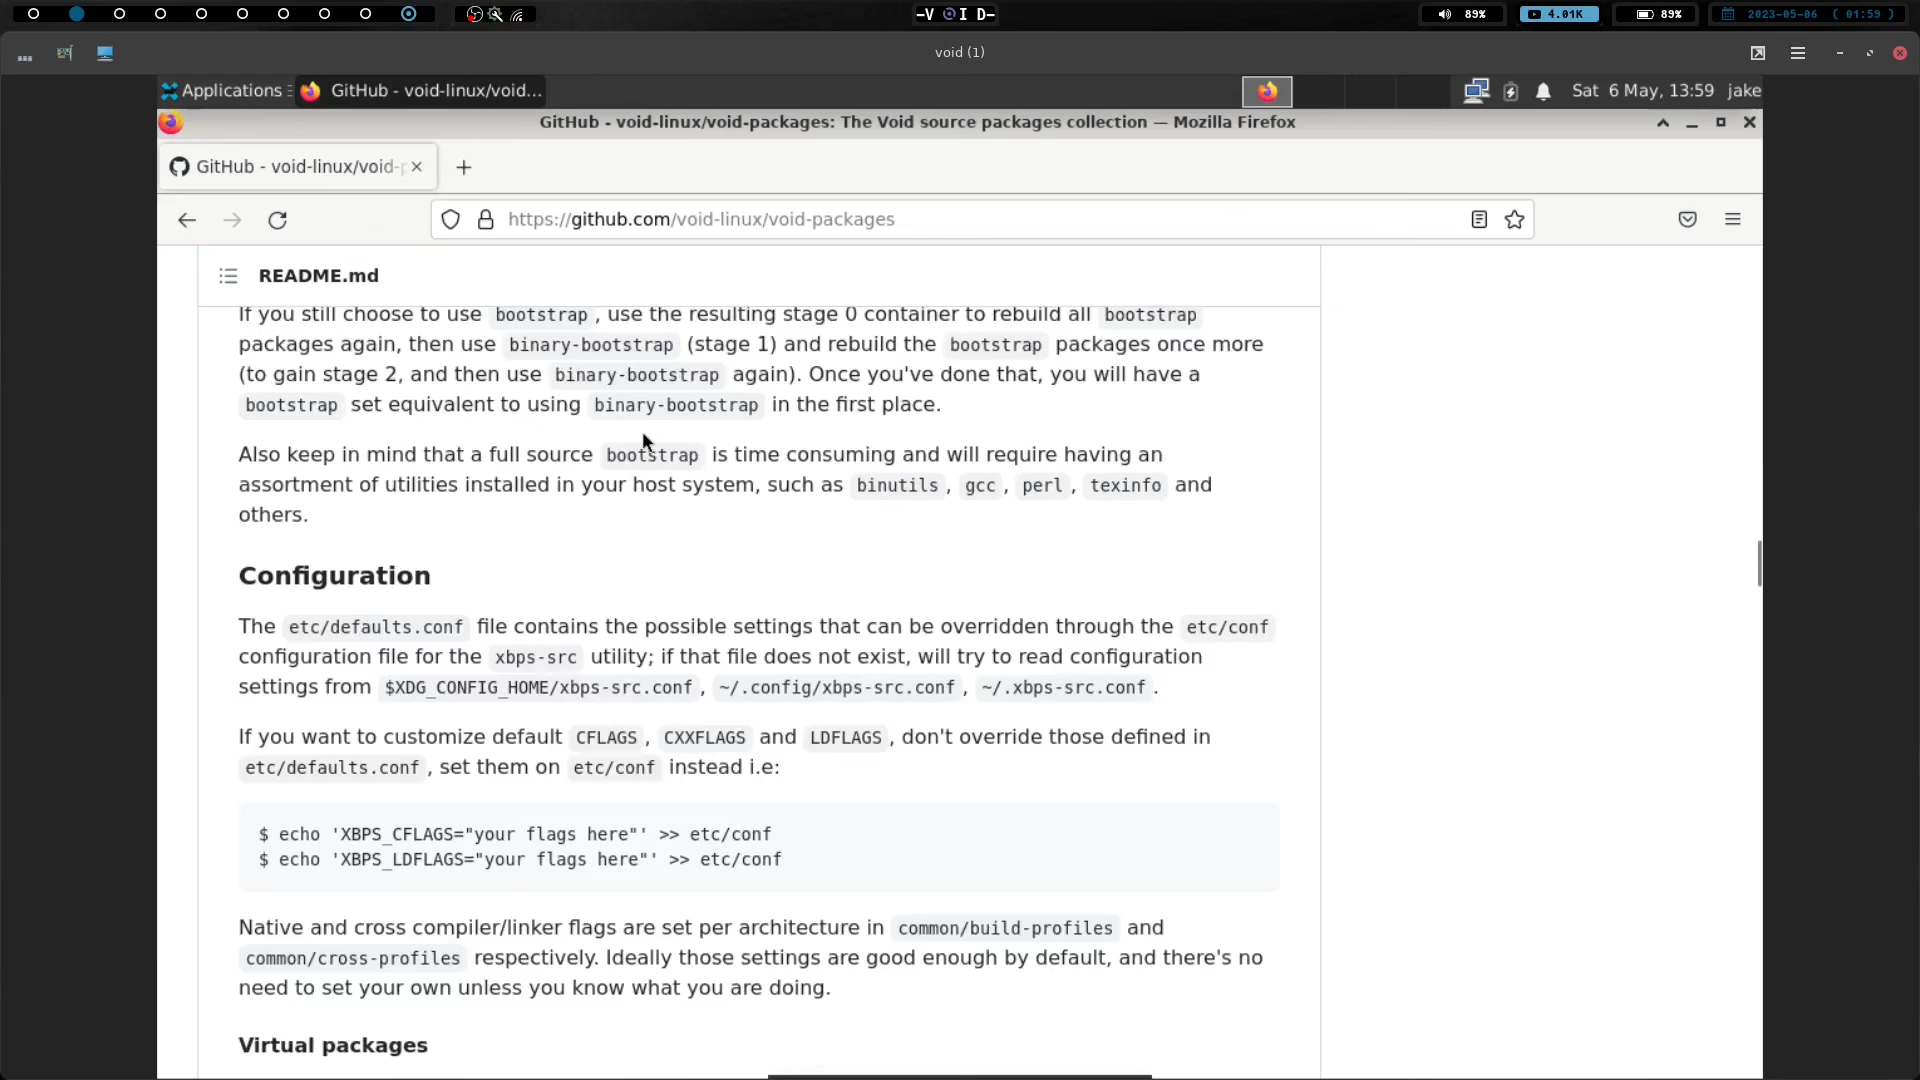 -V I D-
89%
4.01K
89%
2023-05-06 ( 01:59 )
void (1)
Applications
GitHub - void-linux/void...
Sat 6 May, 13:59 jake
GitHub - void-linux/void-packages: The Void source packages collection — Mozilla Firefox
GitHub - void-linux/void-p
https://github.com/void-linux/void-packages
README.md
If you still choose to use bootstrap , use the resulting stage 0 container to rebuild all bootstrap
packages again, then use binary-bootstrap (stage 1) and rebuild the bootstrap packages once more
(to gain stage 2, and then use binary-bootstrap again). Once you've done that, you will have a
bootstrap set equivalent to using binary-bootstrap in the first place.
Also keep in mind that a full source bootstrap is time consuming and will require having an
assortment of utilities installed in your host system, such as binutils , gcc , perl , texinfo and
others.
Configuration
The etc/defaults.conf file contains the possible settings that can be overridden through the etc/conf
configuration file for the xbps-src utility; if that file does not exist, will try to read configuration
settings from $XDG_CONFIG_HOME/xbps-src.conf , ~/.config/xbps-src.conf , ~/.xbps-src.conf .
If you want to customize default CFLAGS , CXXFLAGS and LDFLAGS , don't override those defined in
etc/defaults.conf , set them on etc/conf instead i.e:
$ echo 'XBPS_CFLAGS="your flags here"' >> etc/conf
$ echo 'XBPS_LDFLAGS="your flags here"' >> etc/conf
Native and cross compiler/linker flags are set per architecture in common/build-profiles and
common/cross-profiles respectively. Ideally those settings are good enough by default, and there's no
need to set your own unless you know what you are doing.
Virtual packages